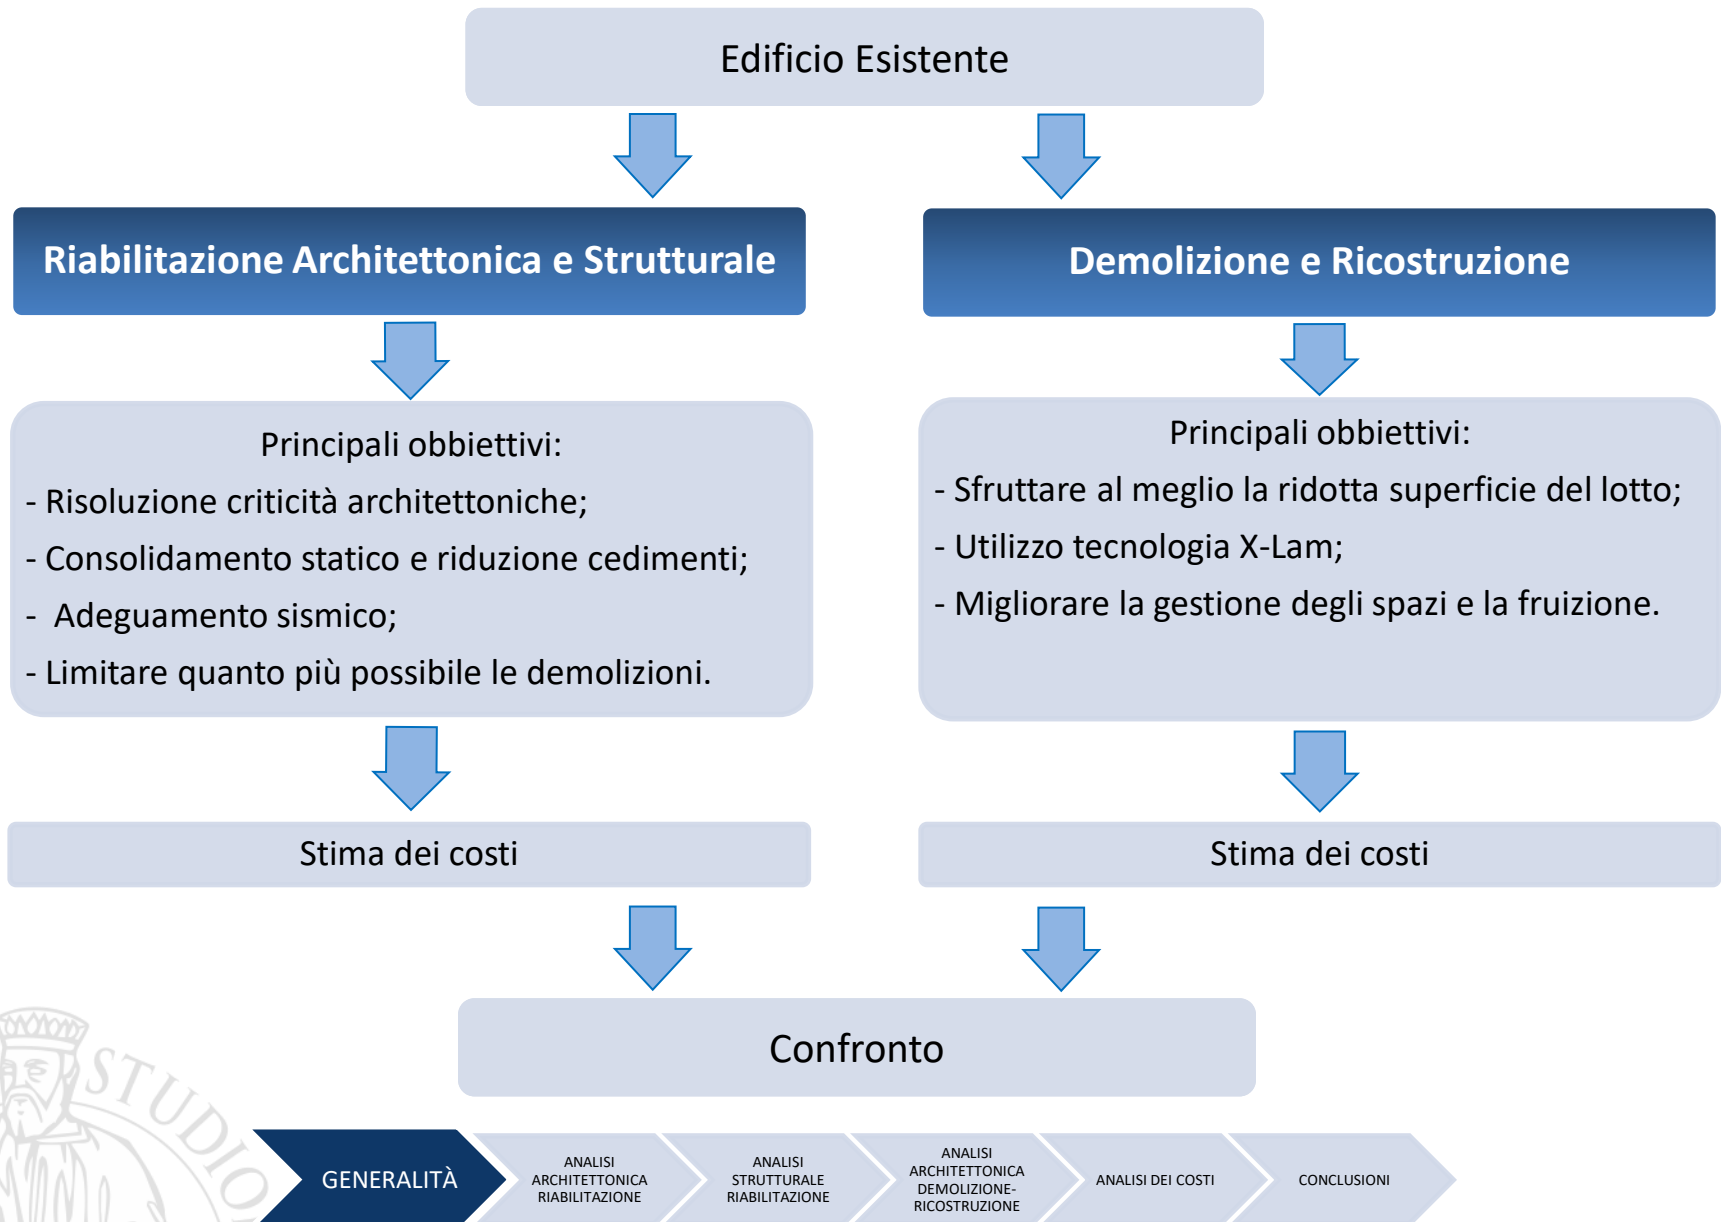 Edificio Esistente
Riabilitazione Architettonica e Strutturale
Demolizione e Ricostruzione
Principali obbiettivi:
- Risoluzione criticità architettoniche;
- Consolidamento statico e riduzione cedimenti;
- Adeguamento sismico;
- Limitare quanto più possibile le demolizioni.
Principali obbiettivi:
- Sfruttare al meglio la ridotta superficie del lotto;
- Utilizzo tecnologia X-Lam;
- Migliorare la gestione degli spazi e la fruizione.
Stima dei costi
Stima dei costi
Confronto
STUDIO
GENERALITÀ
ANALISI
ARCHITETTONICA
RIABILITAZIONE
ANALISI
STRUTTURALE
RIABILITAZIONE
ANALISI
ARCHITETTONICA
DEMOLIZIONE-
RICOSTRUZIONE
ANALISI DEI COSTI
CONCLUSIONI